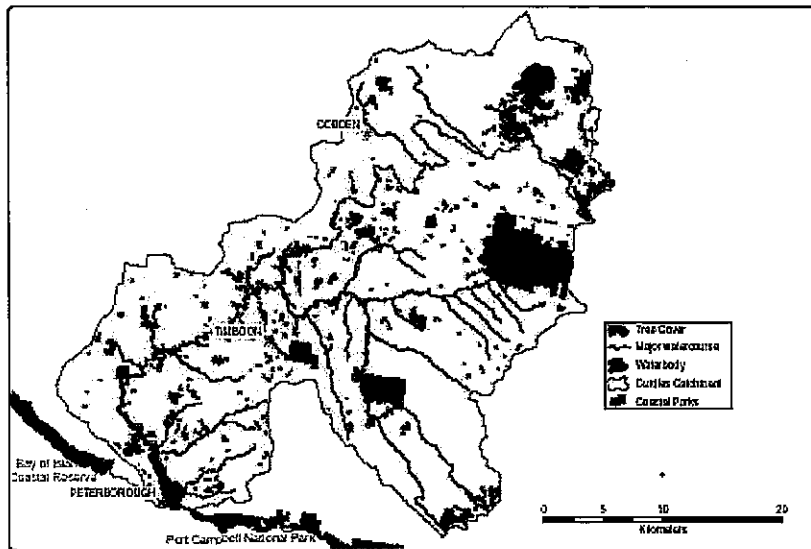 COBDEN
TIMBOON
Tree Cover
Major watercourse
Waterbody
Curdies Catchment
Coastal Parks
Bay of Islands
Coastal Reserve
PETERBOROUGH
Port Campbell National Park
0 10 20
Kilometers